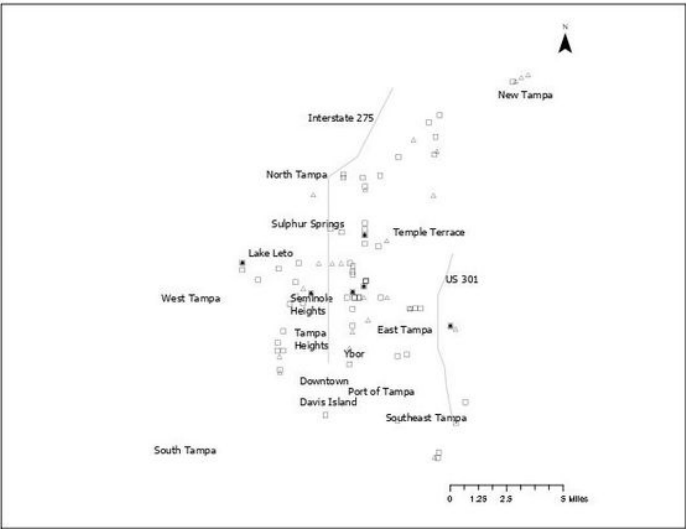 N
New Tampa
Interstate 275
North Tampa
Sulphur Springs
Temple Terrace
Lake Leto
US 301
West Tampa
Seminole
Heights
East Tampa
Tampa
Heights
Ybor
Downtown
Port of Tampa
Davis Island
Southeast Tampa
South Tampa
0 1.25 2.5 5 Miles